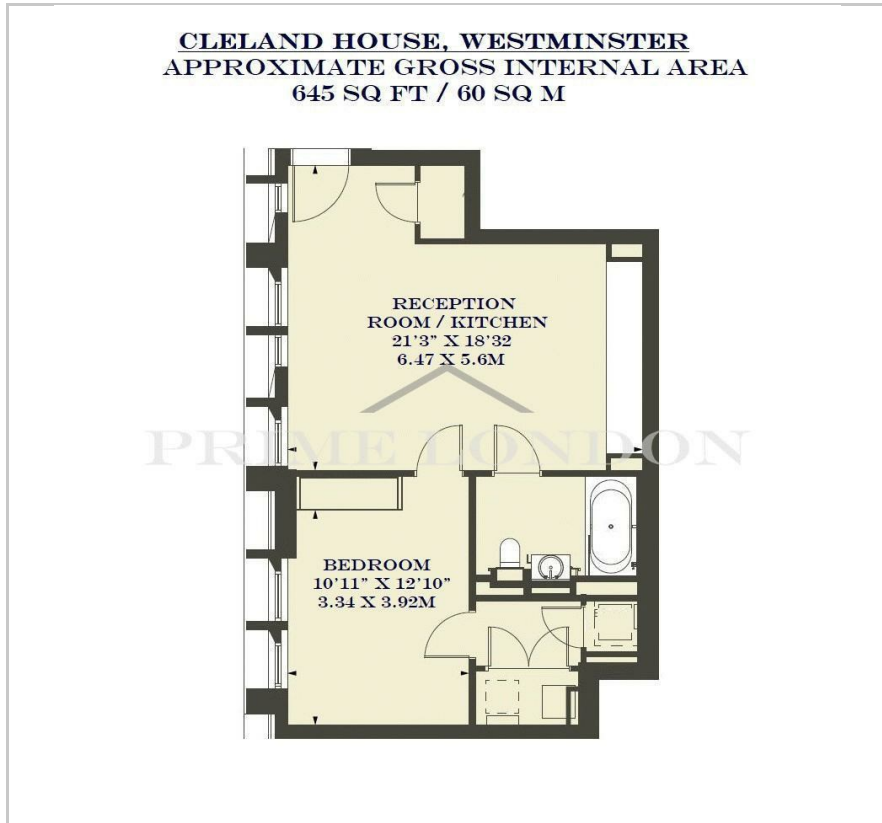 CLELAND HOUSE, WESTMINSTER
APPROXIMATE GROSS INTERNAL AREA
645 SQ FT / 60 SQ M
RECEPTION
ROOM / KITCHEN
21'3" X 18'32
6.47 X 5.6M
PRIME LONDON
BEDROOM
10'11" X 12'10"
3.34 X 3.92M